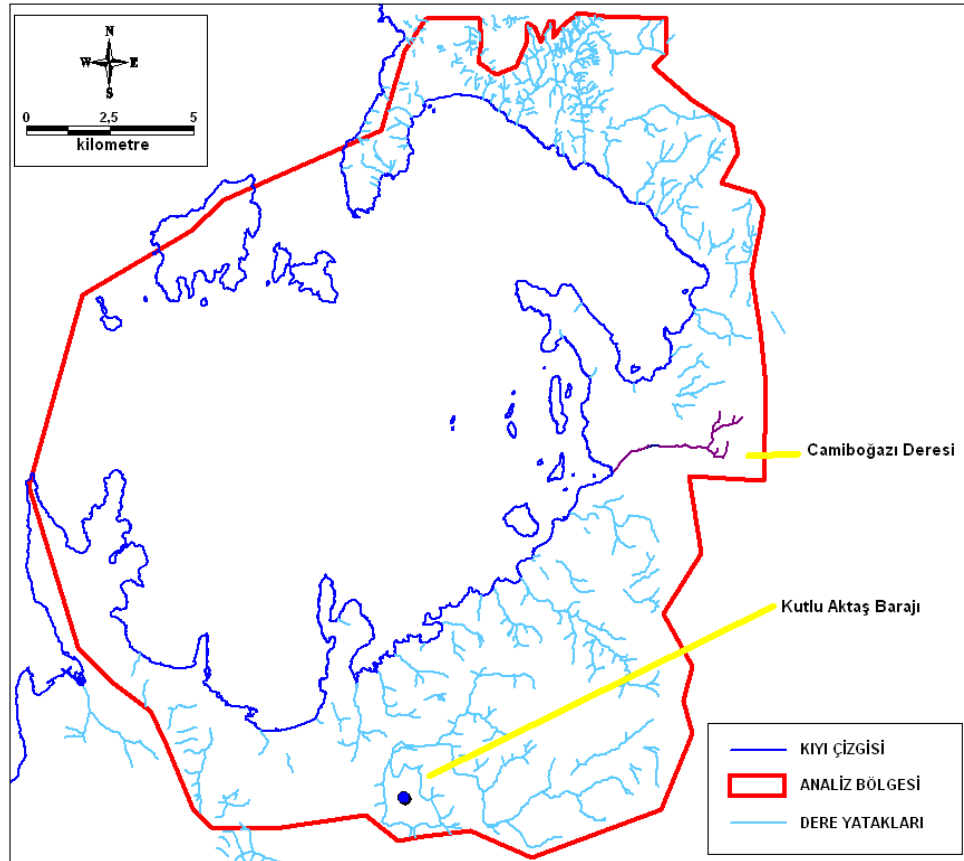 N
W E
S
0 2,5 5
kilometre
Camiboğazı Deresi
Kutlu Aktaş Barajı
KIYI ÇİZGİSİ
ANALİZ BÖLGESİ
DERE YATAKLARI